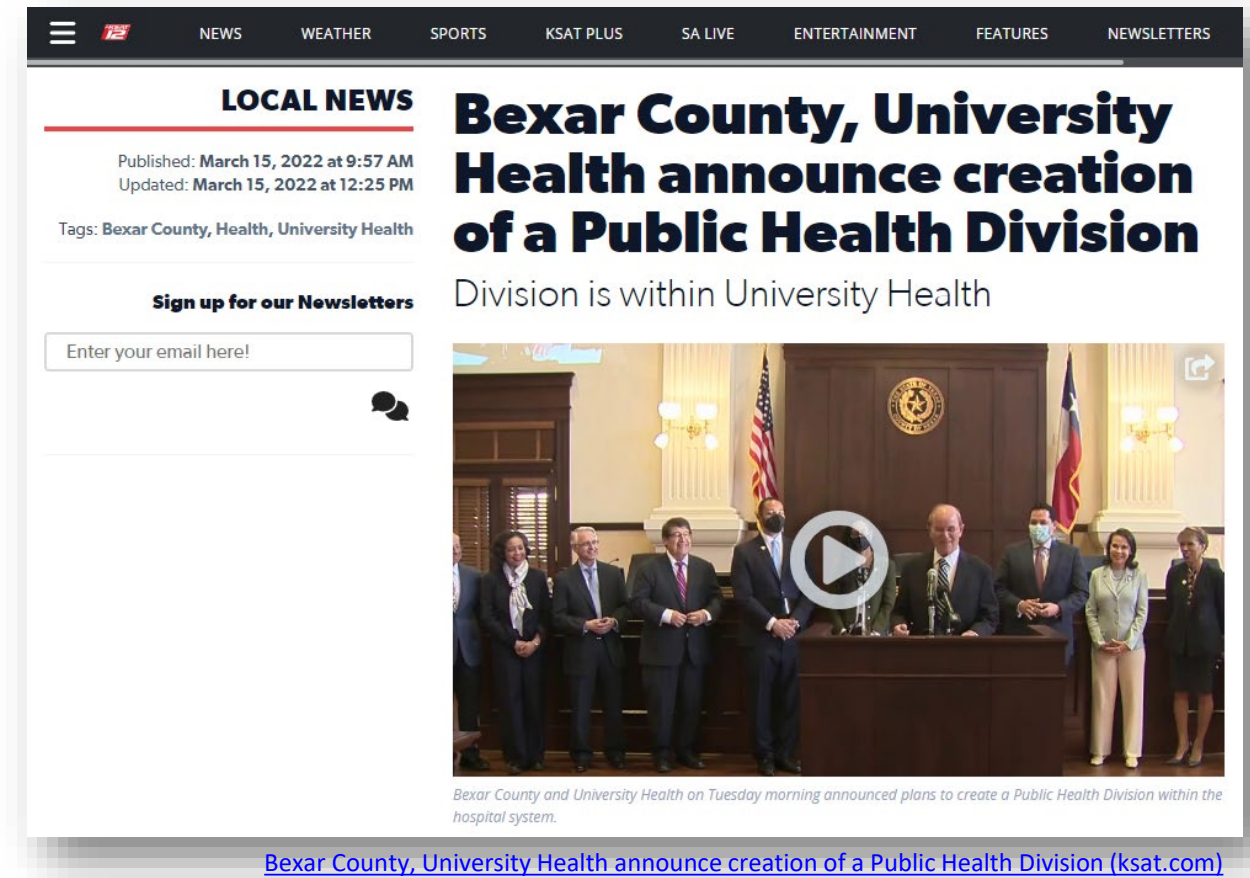 KSAT 12 NEWS WEATHER SPORTS KSAT PLUS SA LIVE ENTERTAINMENT FEATURES NEWSLETTERS
LOCAL NEWS
Published: March 15, 2022 at 9:57 AM
Updated: March 15, 2022 at 12:25 PM
Tags: Bexar County, Health, University Health
Sign up for our Newsletters
Enter your email here!
Bexar County, University
Health announce creation
of a Public Health Division
Division is within University Health
Bexar County and University Health on Tuesday morning announced plans to create a Public Health Division within the
hospital system.
Bexar County, University Health announce creation of a Public Health Division (ksat.com)